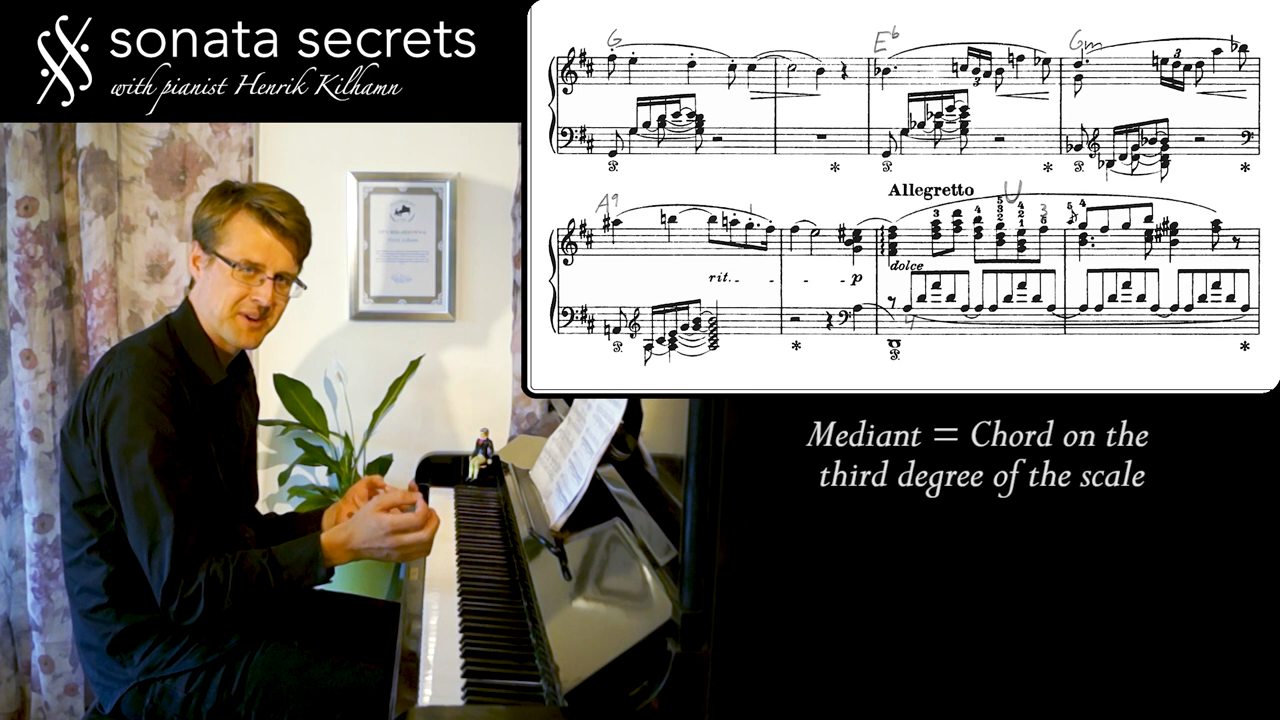 sonata secrets
with pianist Henrik Kilhamn
G
E♭
Gm
A9
Allegretto
rit. - - - p
dolce
Mediant = Chord on the
third degree of the scale